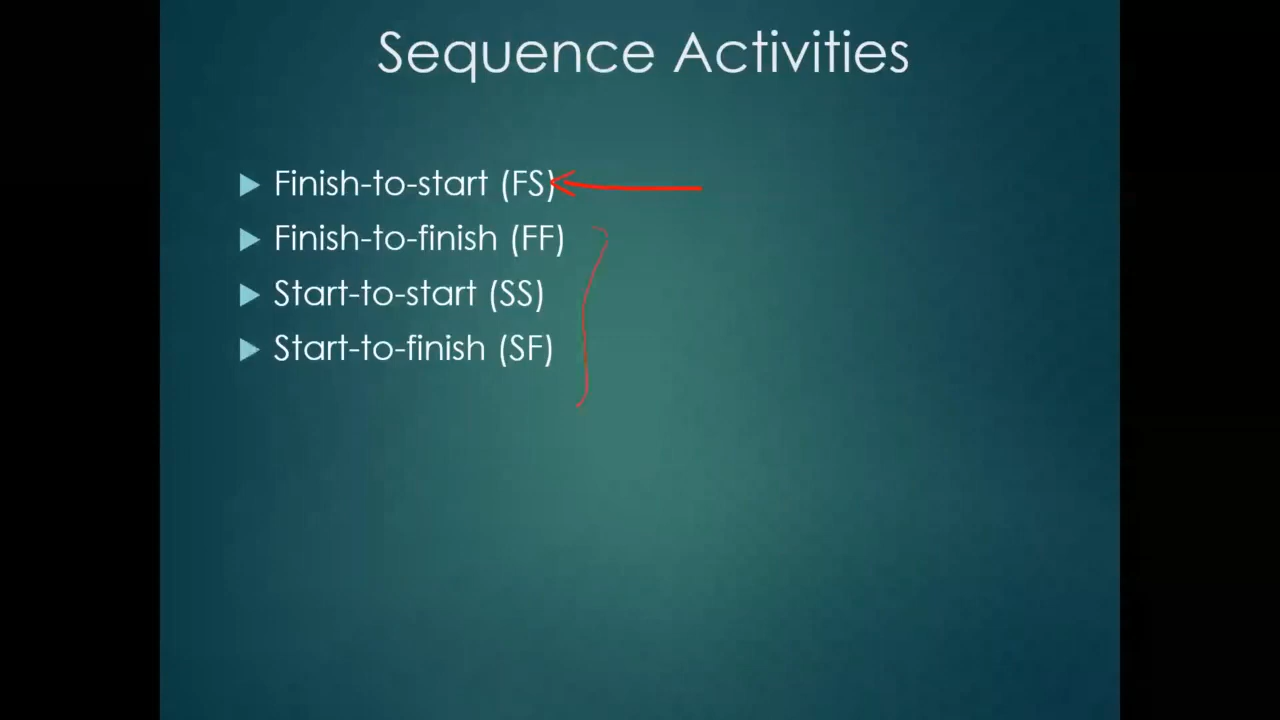 Sequence Activities
Finish-to-start (FS)
Finish-to-finish (FF)
Start-to-start (SS)
Start-to-finish (SF)